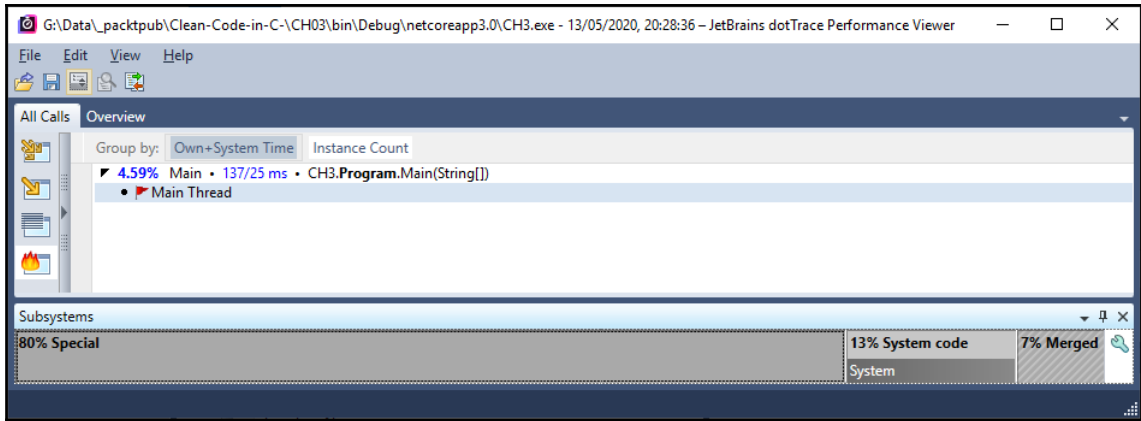 G:\Data\_packtpub\Clean-Code-in-C-\CH03\bin\Debug\netcoreapp3.0\CH3.exe - 13/05/2020, 20:28:36 – JetBrains dotTrace Performance Viewer
File Edit View Help
All Calls Overview
Group by: Own+System Time Instance Count
4.59% Main • 137/25 ms • CH3.Program.Main(String[])
• Main Thread
Subsystems
80% Special 13% System code 7% Merged
System